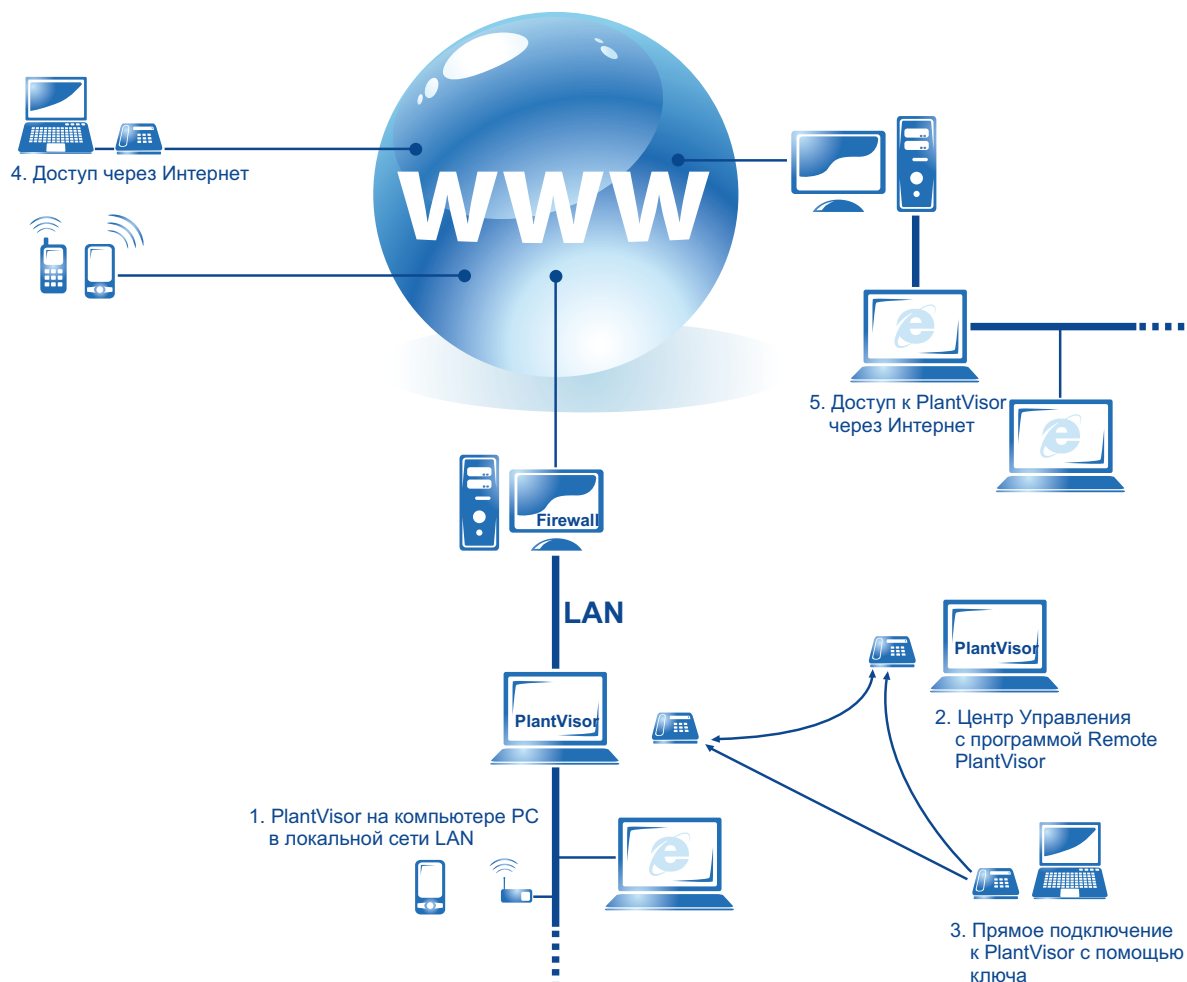 4. Доступ через Интернет
www
5. Доступ к PlantVisor
через Интернет
Firewall
LAN
PlantVisor
PlantVisor
2. Центр Управления
с программой Remote
PlantVisor
1. PlantVisor на компьютере PC
в локальной сети LAN
3. Прямое подключение
к PlantVisor с помощью
ключа